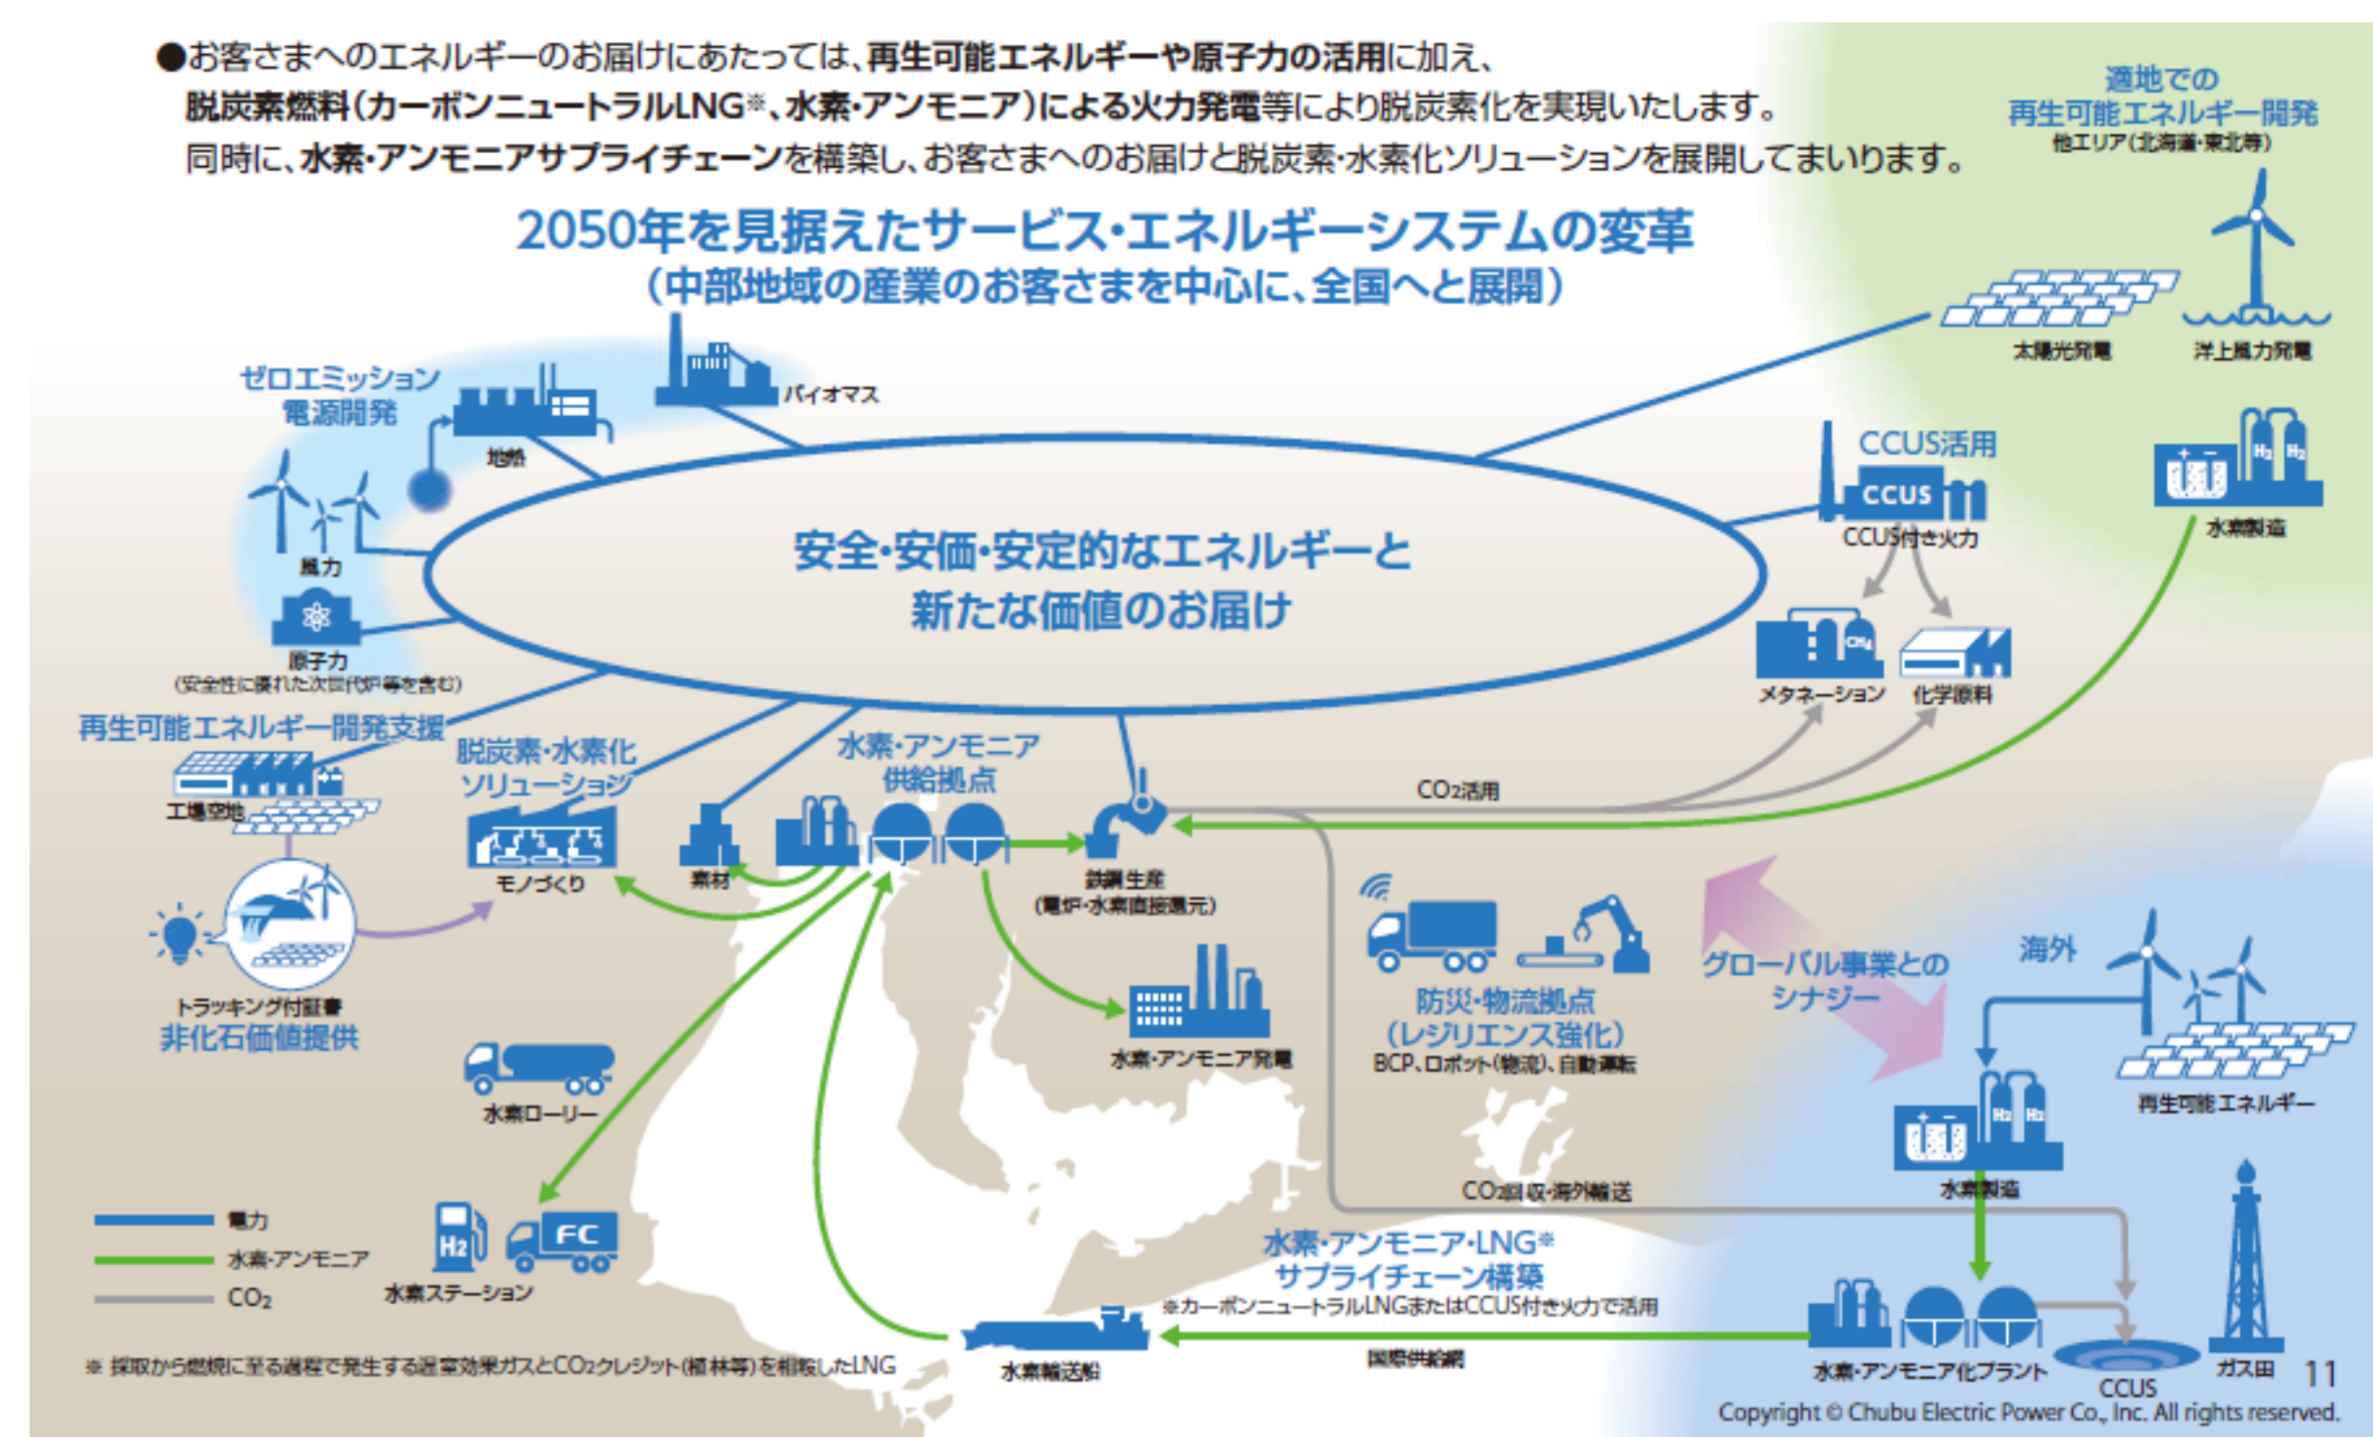 ●お客さまへのエネルギーのお届けにあたっては、再生可能エネルギーや原子力の活用に加え、
脱炭素燃料（カーボンニュートラルLNG※、水素・アンモニア）による火力発電等により脱炭素化を実現いたします。
同時に、水素・アンモニアサプライチェーンを構築し、お客さまへのお届けと脱炭素・水素化ソリューションを展開してまいります。
適地での
再生可能エネルギー開発
他エリア（北海道・東北等）
2050年を見据えたサービス・エネルギーシステムの変革
（中部地域の産業のお客さまを中心に、全国へと展開）
太陽光発電
洋上風力発電
ゼロエミッション
電源開発
バイオマス
地熱
風力
原子力
（安全性に優れた次世代炉等を含む）
安全・安価・安定的なエネルギーと
新たな価値のお届け
CCUS活用
CCUS
CCUS付き火力
+ −
H2 H2
水素製造
CH4
メタネーション
化学原料
再生可能エネルギー開発支援
工場空地
脱炭素・水素化
ソリューション
モノづくり
素材
水素・アンモニア
供給拠点
鉄鋼生産
（電炉・水素直接還元）
CO2活用
トラッキング付証書
非化石価値提供
水素ローリー
水素・アンモニア発電
防災・物流拠点
（レジリエンス強化）
BCP、ロボット（物流）、自動運転
グローバル事業との
シナジー
海外
再生可能エネルギー
+ −
H2 H2
水素製造
CO2回収・海外輸送
電力
水素・アンモニア
CO2
H2
FC
水素ステーション
水素・アンモニア・LNG※
サプライチェーン構築
※カーボンニュートラルLNGまたはCCUS付き火力で活用
水素輸送船
国際供給網
水素・アンモニア化プラント
CCUS
ガス田
※ 採取から燃焼に至る過程で発生する温室効果ガスとCO2クレジット（植林等）を相殺したLNG
11
Copyright © Chubu Electric Power Co., Inc. All rights reserved.